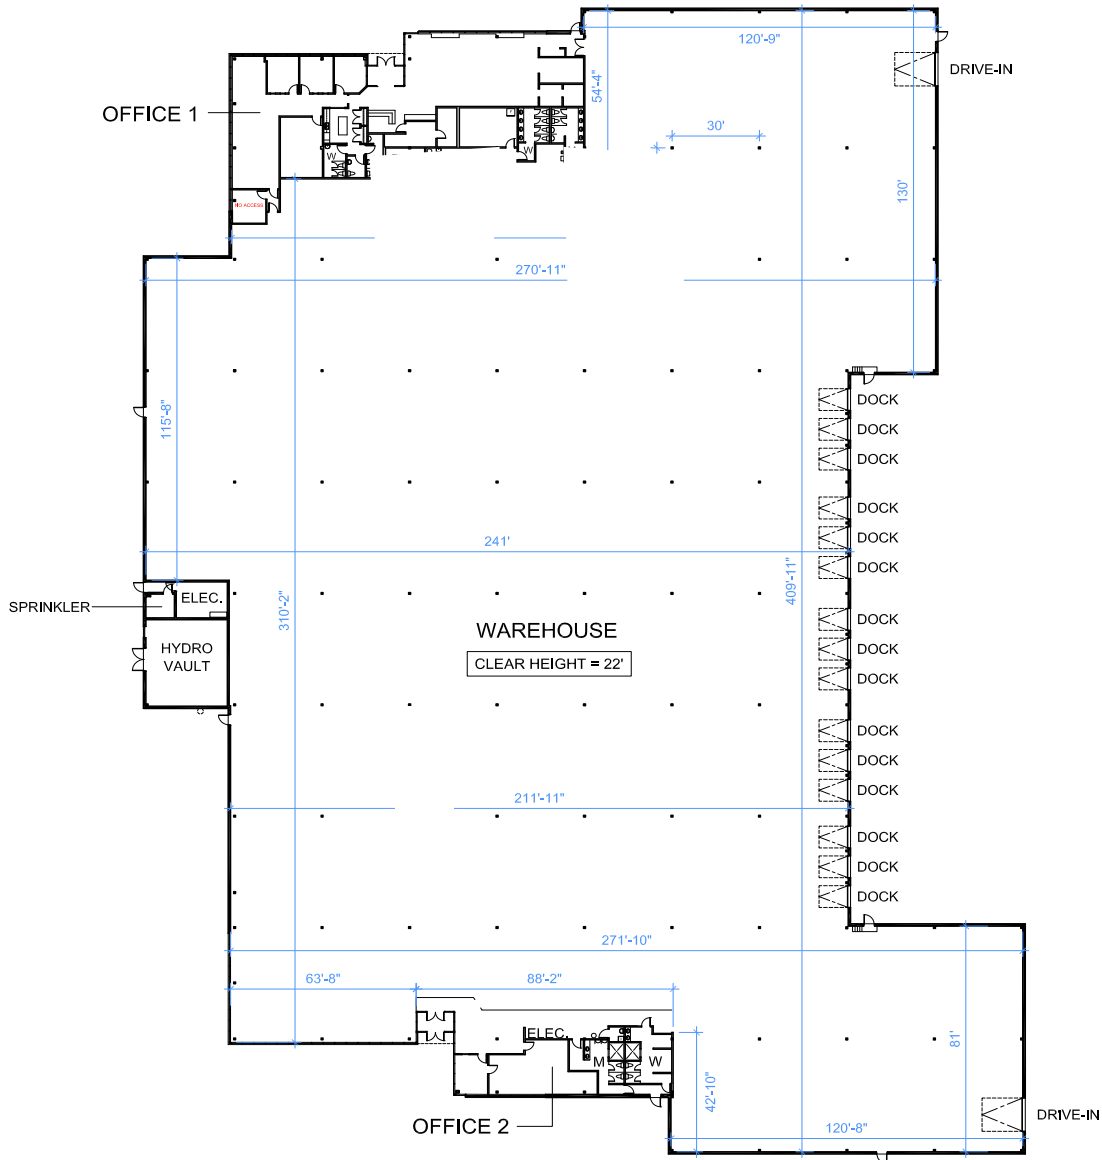 120'-9"
DRIVE-IN
54'-4"
OFFICE 1
30'
W
W
130'
NO ACCESS
270'-11"
115'-8"
DOCK
DOCK
DOCK
DOCK
DOCK
DOCK
241'
409'-11"
310'-2"
ELEC.
SPRINKLER
HYDRO
VAULT
WAREHOUSE
CLEAR HEIGHT = 22'
DOCK
DOCK
DOCK
DOCK
DOCK
DOCK
211'-11"
DOCK
DOCK
DOCK
271'-10"
63'-8"
88'-2"
ELEC.
M
W
81'
42'-10"
OFFICE 2
120'-8"
DRIVE-IN